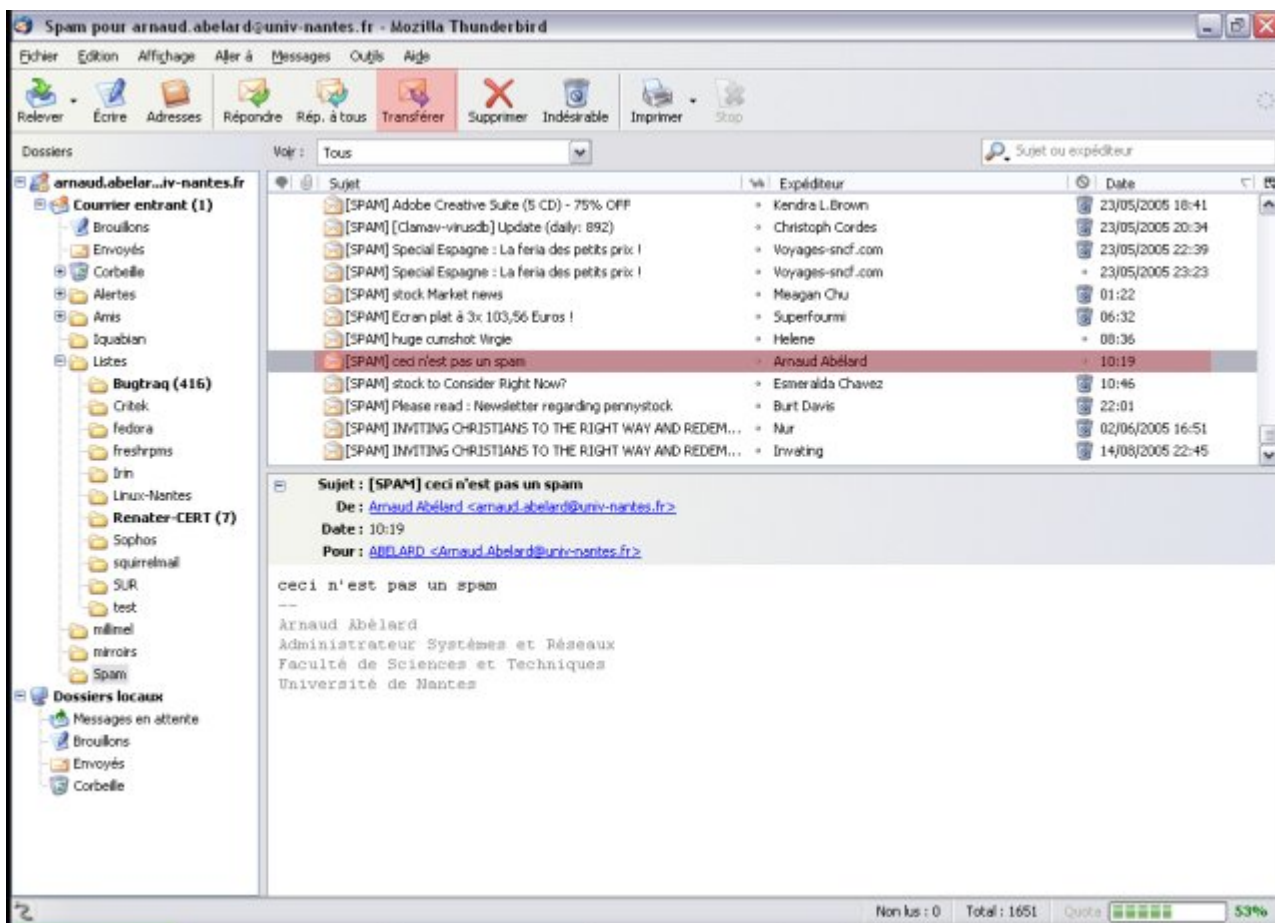 Spam pour arnaud.abelard@univ-nantes.fr - Mozilla Thunderbird
Fichier Edition Affichage Aller à Messages Outils Aide
Relever Écrire Adresses Répondre Rép. à tous Transférer Supprimer Indésirable Imprimer Stop
Dossiers Voir : Tous Sujet ou expéditeur
arnaud.abelar...iv-nantes.fr
Courrier entrant (1)
Brouillons
Envoyés
Corbeille
Alertes
Amis
Iquabian
Listes
Bugtraq (416)
Critek
fedora
freshrpms
Irin
Linux-Nantes
Renater-CERT (7)
Sophos
squirrelmail
SUR
test
milimel
mirroirs
Spam
Dossiers locaux
Messages en attente
Brouillons
Envoyés
Corbeille
Sujet Expéditeur Date
[SPAM] Adobe Creative Suite (5 CD) - 75% OFF Kendra L.Brown 23/05/2005 18:41
[SPAM] [Clamav-virusdb] Update (daily: 892) Christoph Cordes 23/05/2005 20:34
[SPAM] Special Espagne : La feria des petits prix ! Voyages-sncf.com 23/05/2005 22:39
[SPAM] Special Espagne : La feria des petits prix ! Voyages-sncf.com 23/05/2005 23:23
[SPAM] stock Market news Meagan Chu 01:22
[SPAM] Ecran plat à 3x 103,56 Euros ! Superfourmi 06:32
[SPAM] huge cumshot Virgie Helene 08:36
[SPAM] ceci n'est pas un spam Arnaud Abélard 10:19
[SPAM] stock to Consider Right Now? Esmeralda Chavez 10:46
[SPAM] Please read : Newsletter regarding pennystock Burt Davis 22:01
[SPAM] INVITING CHRISTIANS TO THE RIGHT WAY AND REDEM... Nur 02/06/2005 16:51
[SPAM] INVITING CHRISTIANS TO THE RIGHT WAY AND REDEM... Irwating 14/08/2005 22:45
Sujet : [SPAM] ceci n'est pas un spam
De : Arnaud Abélard <arnaud.abelard@univ-nantes.fr>
Date : 10:19
Pour : ABELARD <Arnaud.Abelard@univ-nantes.fr>
ceci n'est pas un spam
--
Arnaud Abélard
Administrateur Systèmes et Réseaux
Faculté de Sciences et Techniques
Université de Nantes
Non lus : 0 Total : 1651 Quota 53%